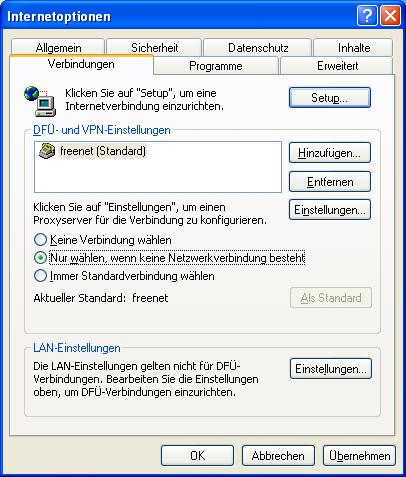 Internetoptionen
Allgemein Sicherheit Datenschutz Inhalte
Verbindungen Programme Erweitert
Klicken Sie auf "Setup", um eine
Internetverbindung einzurichten.
Setup...
DFÜ- und VPN-Einstellungen
freenet (Standard)
Hinzufügen...
Entfernen
Klicken Sie auf "Einstellungen", um einen
Proxyserver für die Verbindung zu konfigurieren.
Einstellungen...
Keine Verbindung wählen
Nur wählen, wenn keine Netzwerkverbindung besteht
Immer Standardverbindung wählen
Aktueller Standard: freenet
Als Standard
LAN-Einstellungen
Die LAN-Einstellungen gelten nicht für DFÜ-
Verbindungen. Bearbeiten Sie die Einstellungen
oben, um DFÜ-Verbindungen einzurichten.
Einstellungen...
OK Abbrechen Übernehmen